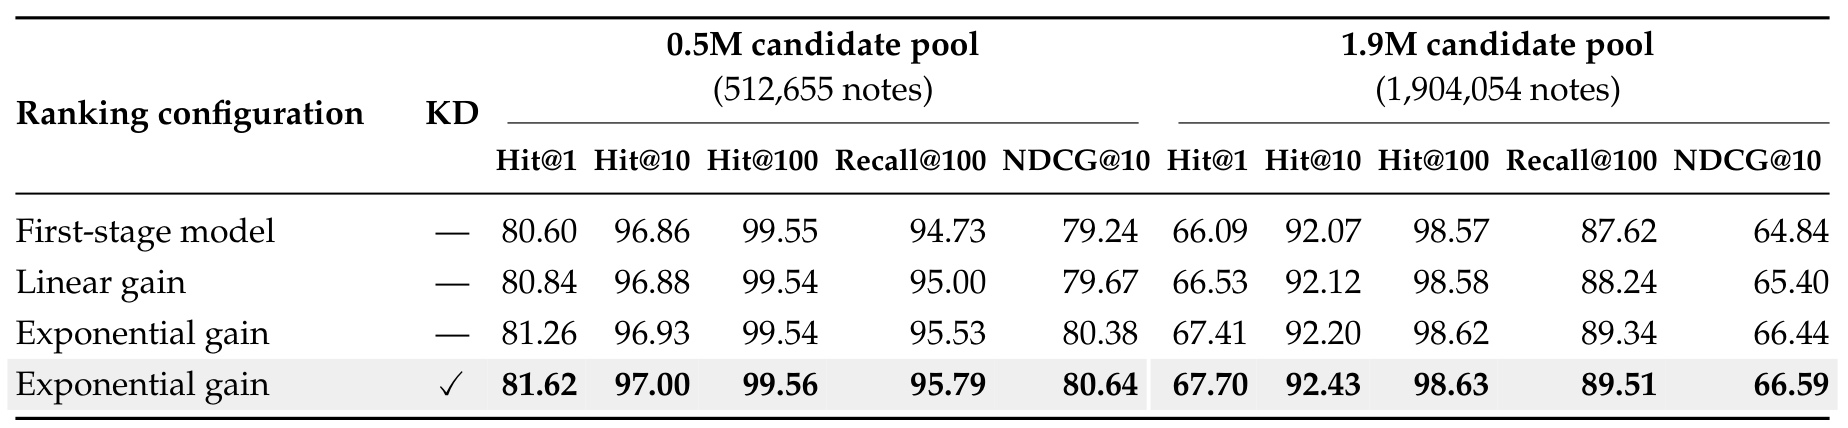 0.5M candidate pool 1.9M candidate pool
(512,655 notes) (1,904,054 notes)
Ranking configuration KD
Hit@1 Hit@10 Hit@100 Recall@100 NDCG@10 Hit@1 Hit@10 Hit@100 Recall@100 NDCG@10
First-stage model — 80.60 96.86 99.55 94.73 79.24 66.09 92.07 98.57 87.62 64.84
Linear gain — 80.84 96.88 99.54 95.00 79.67 66.53 92.12 98.58 88.24 65.40
Exponential gain — 81.26 96.93 99.54 95.53 80.38 67.41 92.20 98.62 89.34 66.44
Exponential gain ✓ 81.62 97.00 99.56 95.79 80.64 67.70 92.43 98.63 89.51 66.59